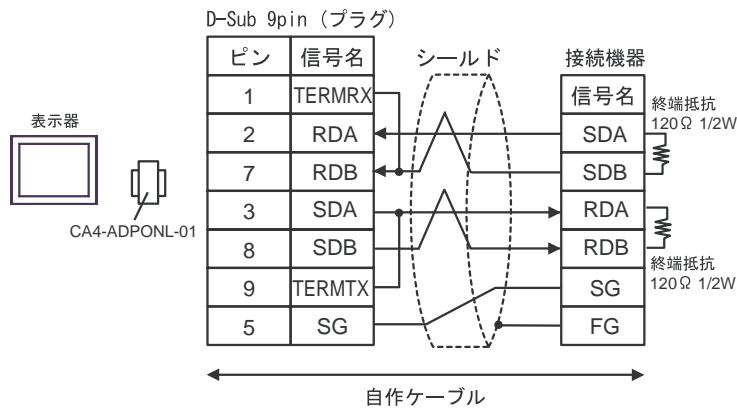 D-Sub 9pin（プラグ）
ピン 信号名 シールド 接続機器
1 TERMRX 信号名
終端抵抗
120Ω 1/2W
表示器
2 RDA SDA
7 RDB SDB
3 SDA RDA
CA4-ADPONL-01
8 SDB RDB
終端抵抗
120Ω 1/2W
9 TERMTX SG
5 SG FG
自作ケーブル